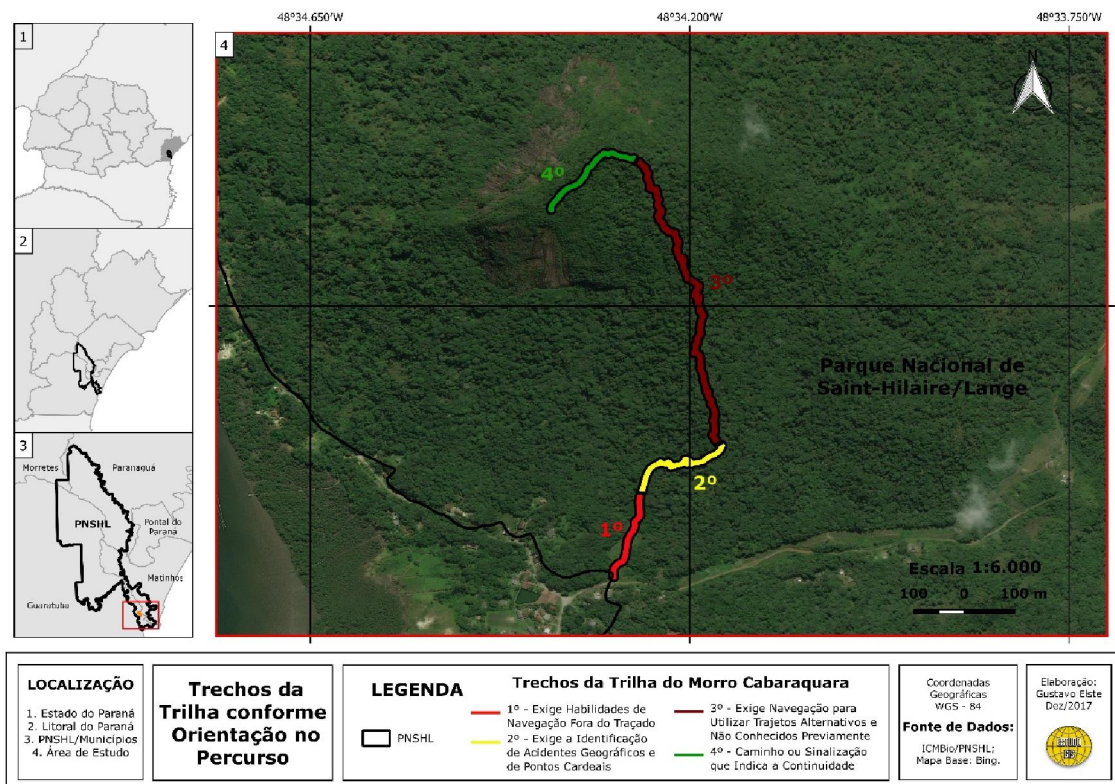 48°34.650'W
48°34.200'W
48°33.750'W
1
2
3
Morretes
Paranaguá
PNSHL
Pontal do
Paraná
Matinhos
Guaratuba
4
N
4º
3º
Parque Nacional de
Saint-Hilaire/Lange
2º
1º
Escala 1:6.000
100 0 100 m
LOCALIZAÇÃO
1. Estado do Paraná
2. Litoral do Paraná
3. PNSHL/Municípios
4. Área de Estudo
Trechos da
Trilha conforme
Orientação no
Percurso
LEGENDA
PNSHL
Trechos da Trilha do Morro Cabaraquara
1º - Exige Habilidades de
Navegação Fora do Traçado
2º - Exige a Identificação
de Acidentes Geográficos e
de Pontos Cardeais
3º - Exige Navegação para
Utilizar Trajetos Alternativos e
Não Conhecidos Previamente
4º - Caminho ou Sinalização
que Indica a Continuidade
Coordenadas
Geográficas
WGS - 84
Fonte de Dados:
ICMBio/PNSHL;
Mapa Base: Bing.
Elaboração:
Gustavo Elste
Dez/2017